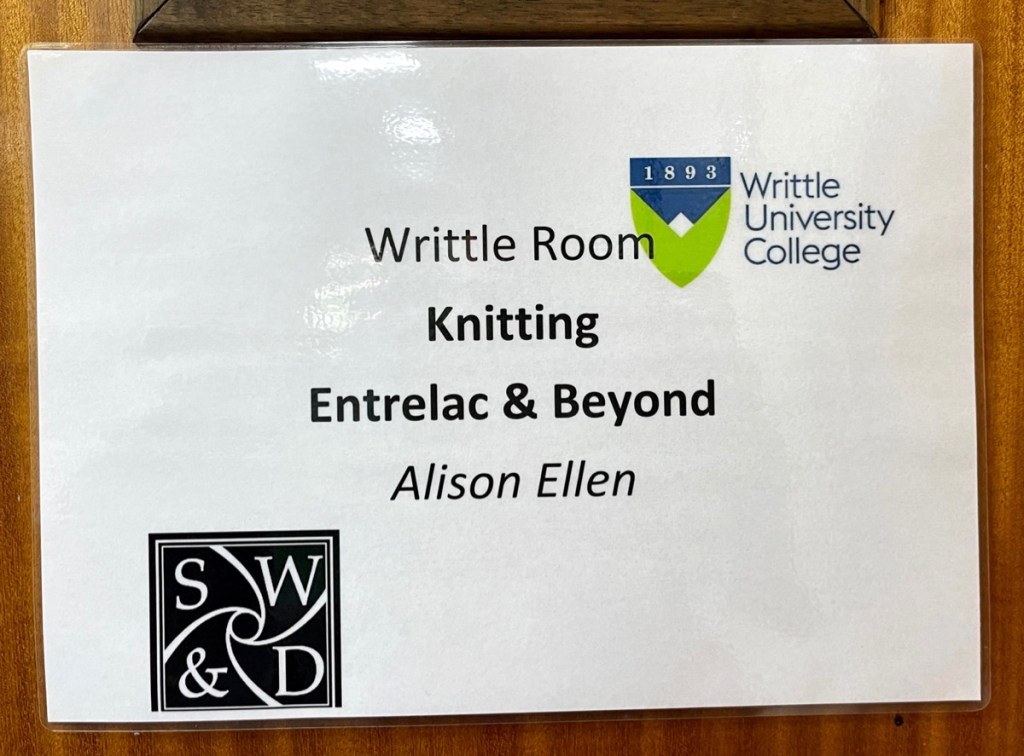 1893
Writtle
University
College
Writtle Room
Knitting
Entrelac & Beyond
Alison Ellen
S W
& D